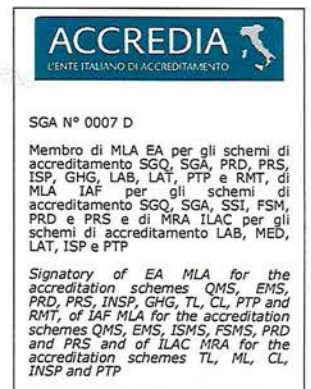 ACCREDIA
L'ENTE ITALIANO DI ACCREDITAMENTO
SGA N° 0007 D
Membro di MLA EA per gli schemi di
accreditamento SGQ, SGA, PRD, PRS,
ISP, GHG, LAB, LAT, PTP e RMT, di
MLA IAF per gli schemi di
accreditamento SGQ, SGA, SSI, FSM,
PRD e PRS e di MRA ILAC per gli
schemi di accreditamento LAB, MED,
LAT, ISP e PTP
Signatory of EA MLA for the
accreditation schemes QMS, EMS,
PRD, PRS, INSP, GHG, TL, CL, PTP and
RMT, of IAF MLA for the accreditation
schemes QMS, EMS, ISMS, FSMS, PRD
and PRS and of ILAC MRA for the
accreditation schemes TL, ML, CL,
INSP and PTP